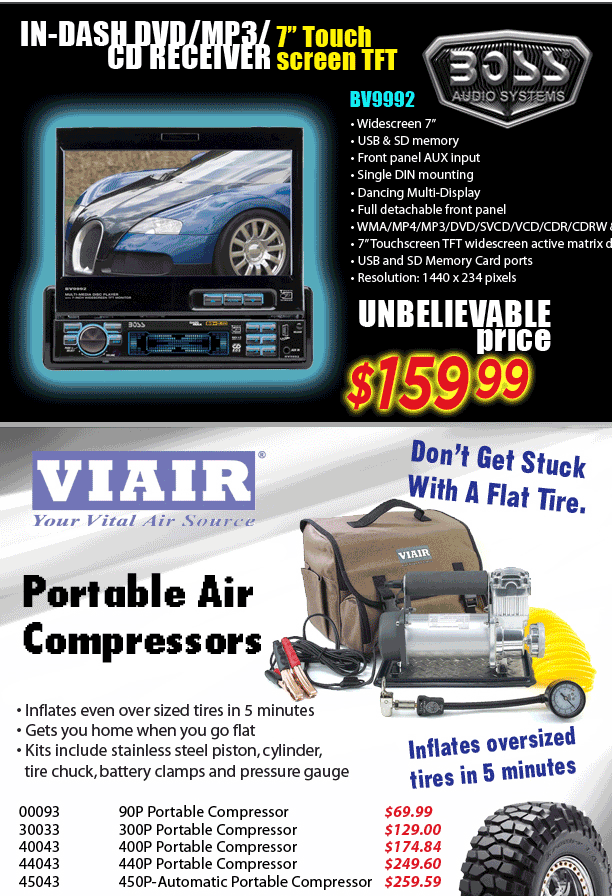 IN-DASH DVD/MP3/
CD RECEIVER
7” Touch
screen TFT
BOSS
AUDIO SYSTEMS
BV9992
• Widescreen 7”
• USB & SD memory
• Front panel AUX input
• Single DIN mounting
• Dancing Multi-Display
• Full detachable front panel
• WMA/MP4/MP3/DVD/SVCD/VCD/CDR/CDRW &
• 7” Touchscreen TFT widescreen active matrix d
• USB and SD Memory Card ports
• Resolution: 1440 x 234 pixels
BV9992
MULTI-MEDIA DISC PLAYER
BOSS
UNBELIEVABLE
price
$159 99
VIAIR®
Your Vital Air Source
Don’t Get Stuck
With A Flat Tire.
VIAIR
Portable Air
Compressors
• Inflates even over sized tires in 5 minutes
• Gets you home when you go flat
• Kits include stainless steel piston, cylinder,
tire chuck, battery clamps and pressure gauge
Inflates oversized
tires in 5 minutes
00093 90P Portable Compressor $69.99
30033 300P Portable Compressor $129.00
40043 400P Portable Compressor $174.84
44043 440P Portable Compressor $249.60
45043 450P-Automatic Portable Compressor $259.59